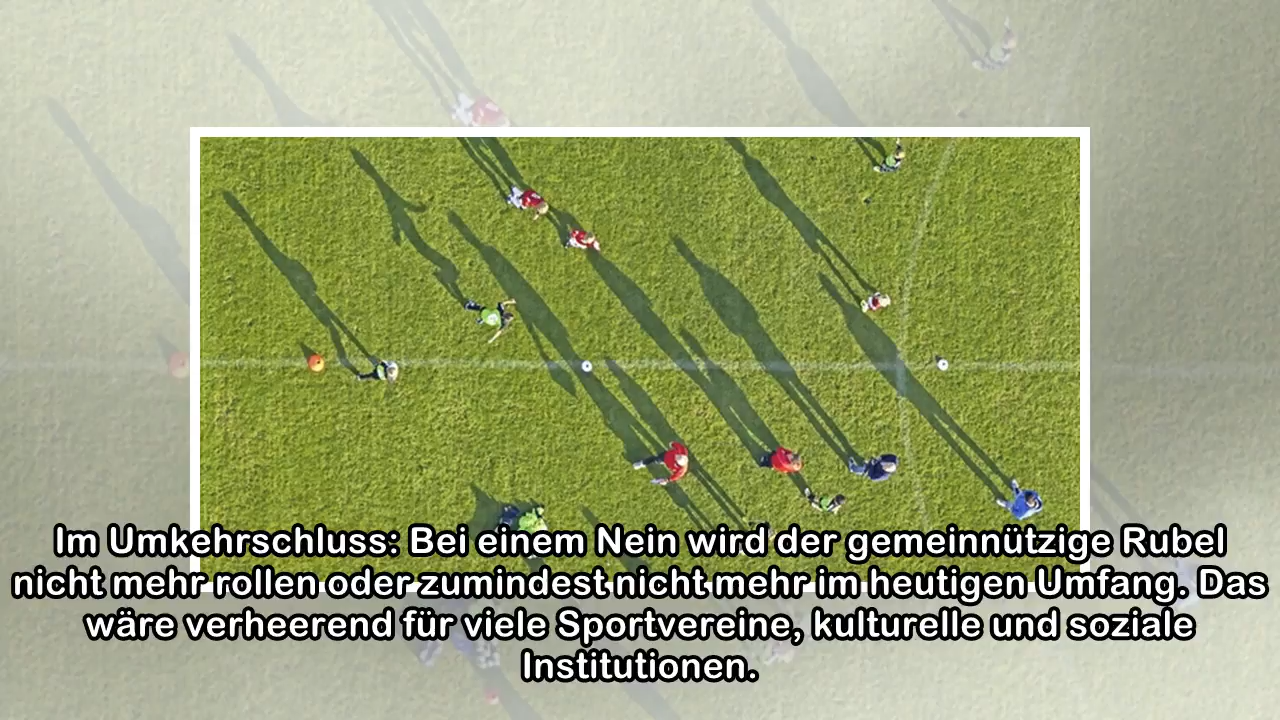 Im Umkehrschluss: Bei einem Nein wird der gemeinnützige Rubel
nicht mehr rollen oder zumindest nicht mehr im heutigen Umfang. Das
wäre verheerend für viele Sportvereine, kulturelle und soziale
Institutionen.